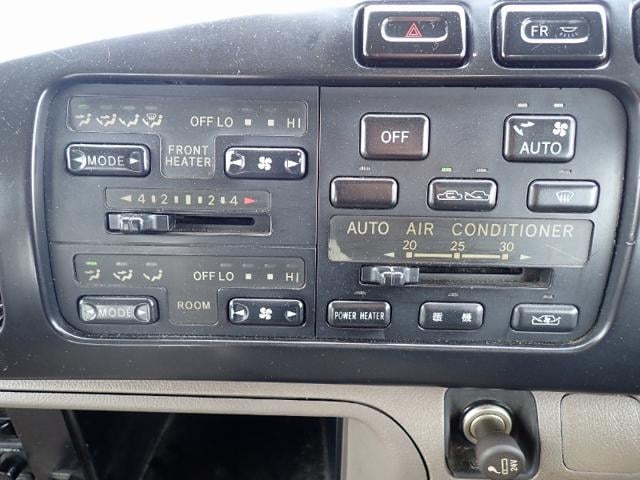 FR
OFF LO HI
MODE
FRONT
HEATER
4 2 2 4
OFF LO HI
MODE
ROOM
OFF
AUTO
AUTO AIR CONDITIONER
20 25 30
POWER HEATER
暖機
24V